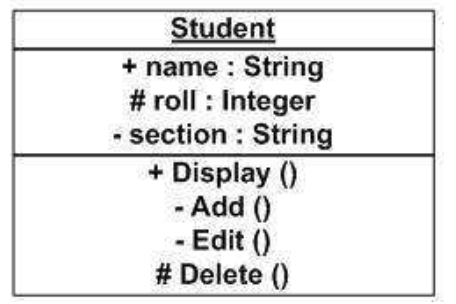 Student
+ name : String
# roll : Integer
- section : String
+ Display ()
- Add ()
- Edit ()
# Delete ()